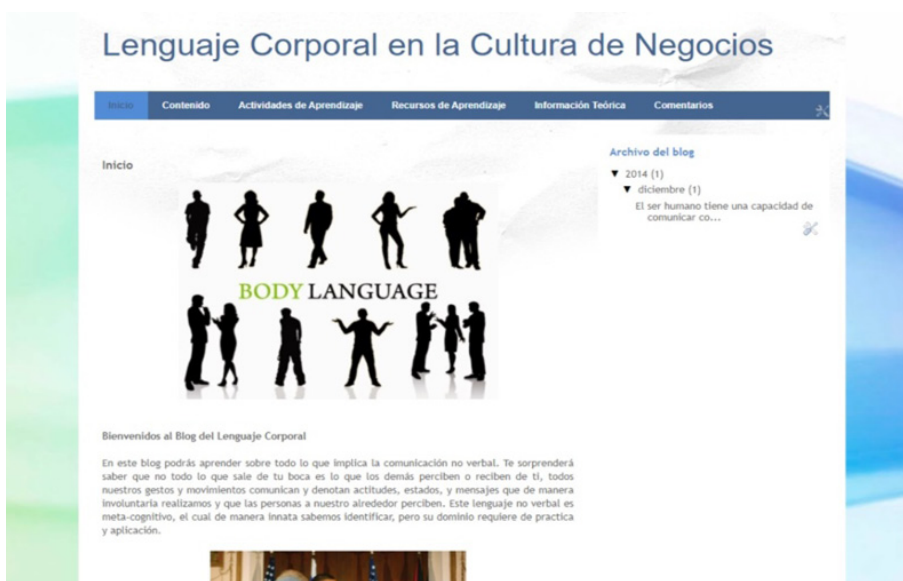 Lenguaje Corporal en la Cultura de Negocios
Inicio Contenido Actividades de Aprendizaje Recursos de Aprendizaje Información Teórica Comentarios
Inicio
BODY LANGUAGE
Bienvenidos al Blog del Lenguaje Corporal
En este blog podrás aprender sobre todo lo que implica la comunicación no verbal. Te sorprenderá
saber que no todo lo que sale de tu boca es lo que los demás perciben o reciben de ti, todos
nuestros gestos y movimientos comunican y denotan actitudes, estados, y mensajes que de manera
involuntaria realizamos y que las personas a nuestro alrededor perciben. Este lenguaje no verbal es
meta-cognitivo, el cual de manera innata sabemos identificar, pero su dominio requiere de practica
y aplicación.
Archivo del blog
▼ 2014 (1)
▼ diciembre (1)
El ser humano tiene una capacidad de
comunicar co...